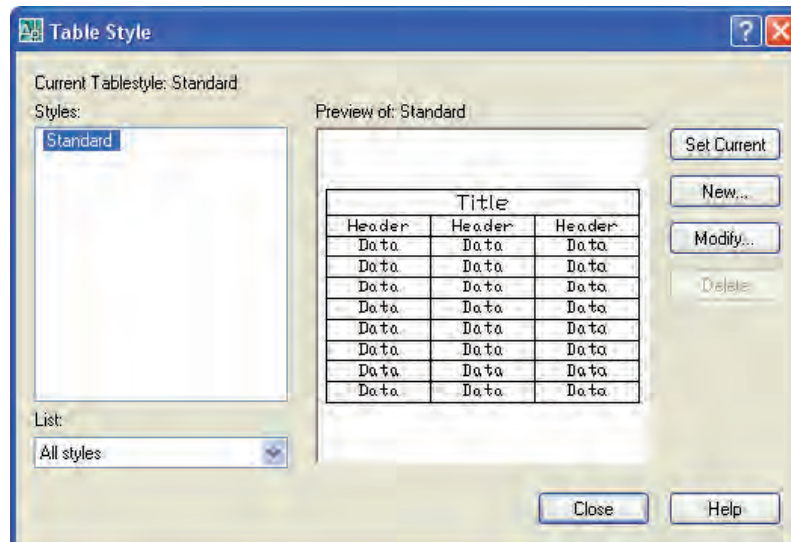 Table Style
Current Tablestyle: Standard
Styles:
Standard
Preview of: Standard
Title
Header Header Header
Data Data Data
Data Data Data
Data Data Data
Data Data Data
Data Data Data
Data Data Data
Data Data Data
Data Data Data
Set Current
New...
Modify...
Delete
List:
All styles
Close
Help